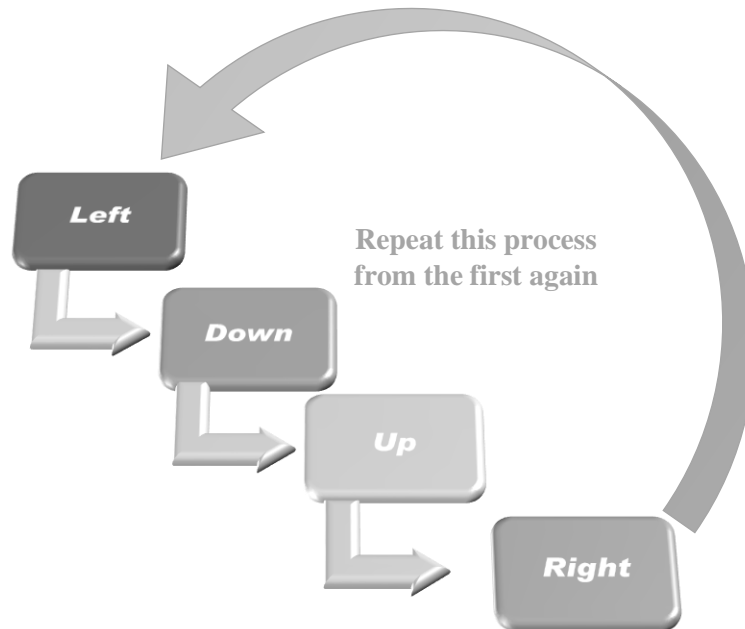 Left
Repeat this process
from the first again
Down
Up
Right